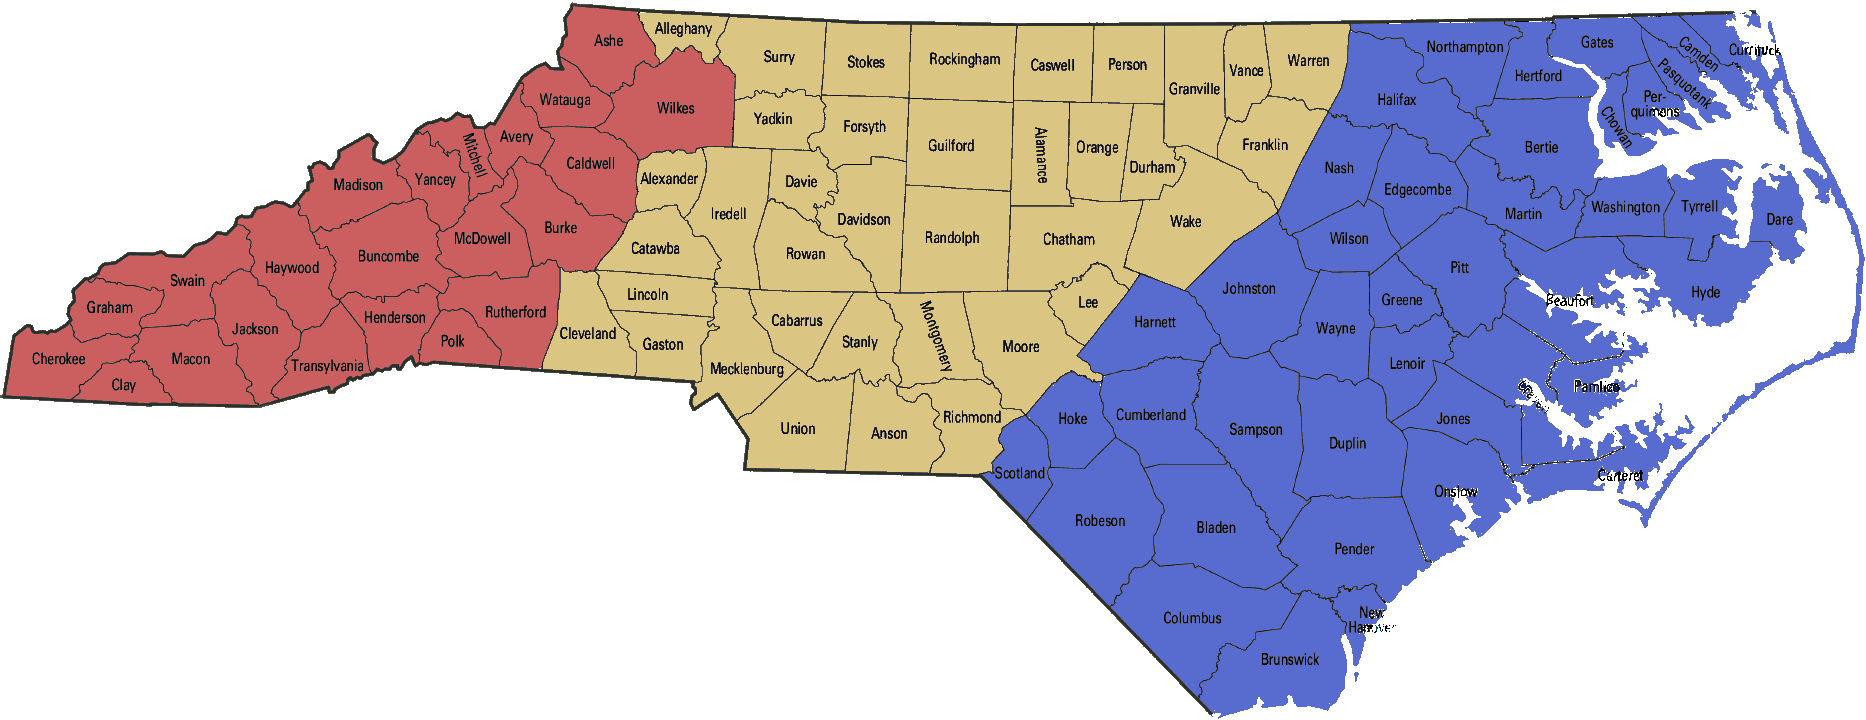 Ashe
Alleghany
Surry
Stokes
Rockingham
Caswell
Person
Granville
Vance
Warren
Northampton
Gates
Camden
Currituck
Hertford
Pasquotank
Watauga
Wilkes
Yadkin
Forsyth
Guilford
Alamance
Orange
Durham
Franklin
Halifax
Per-
quimans
Chowan
Bertie
Mitchell
Avery
Caldwell
Alexander
Davie
Nash
Edgecombe
Madison
Yancey
Iredell
Davidson
Wake
Martin
Washington
Tyrrell
Dare
McDowell
Burke
Catawba
Rowan
Randolph
Chatham
Wilson
Buncombe
Haywood
Swain
Pitt
Graham
Lincoln
Lee
Johnston
Greene
Beaufort
Hyde
Jackson
Henderson
Rutherford
Cleveland
Gaston
Cabarrus
Stanly
Montgomery
Moore
Harnett
Wayne
Lenoir
Cherokee
Macon
Clay
Transylvania
Polk
Mecklenburg
Pamlico
Union
Anson
Richmond
Hoke
Cumberland
Sampson
Duplin
Jones
Scotland
Carteret
Onslow
Robeson
Bladen
Pender
Columbus
New
Hanover
Brunswick